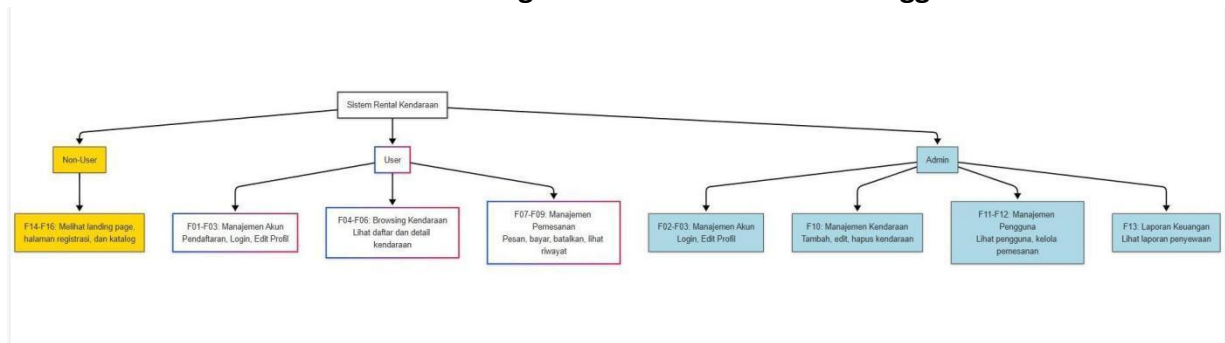 Sistem Rental Kendaraan
Non-User
User
Admin
F14-F16: Melihat landing page,
halaman registrasi, dan katalog
F01-F03: Manajemen Akun
Pendaftaran, Login, Edit Profil
F04-F06: Browsing Kendaraan
Lihat daftar dan detail
kendaraan
F07-F09: Manajemen
Pemesanan
Pesan, bayar, batalkan, lihat
riwayat
F02-F03: Manajemen Akun
Login, Edit Profil
F10: Manajemen Kendaraan
Tambah, edit, hapus kendaraan
F11-F12: Manajemen
Pengguna
Lihat pengguna, kelola
pemesanan
F13: Laporan Keuangan
Lihat laporan penyewaan